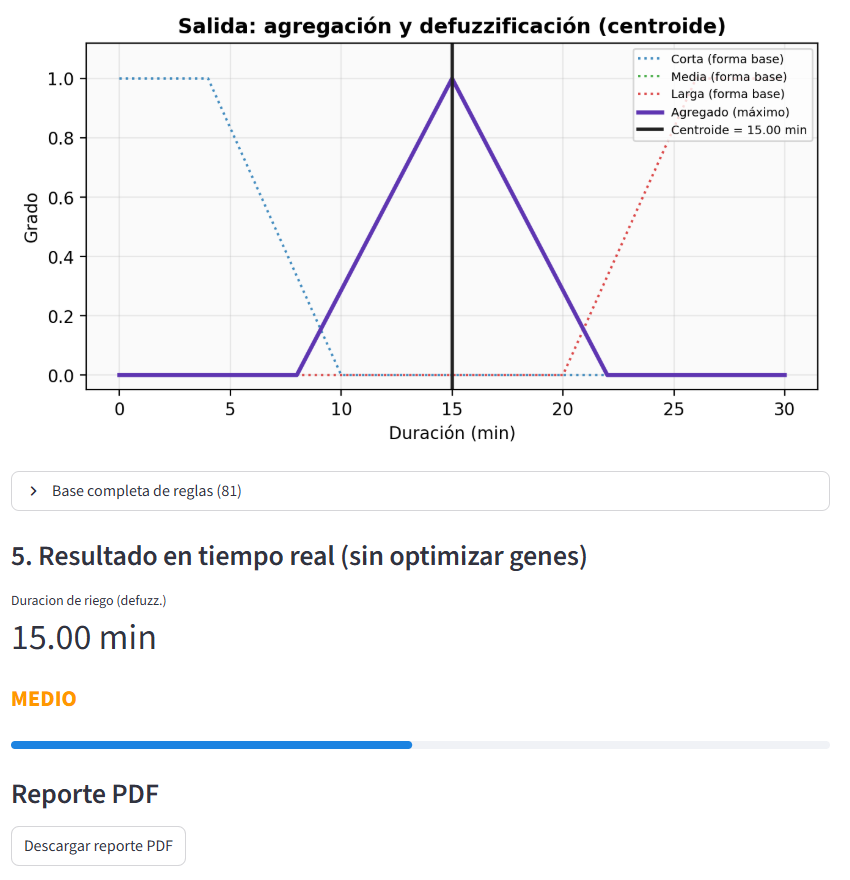 Salida: agregación y defuzzificación (centroide)
Corta (forma base)
Media (forma base)
Larga (forma base)
Agregado (máximo)
Centroide = 15.00 min
Grado
1.0
0.8
0.6
0.4
0.2
0.0
0 5 10 15 20 25 30
Duración (min)
Base completa de reglas (81)
5. Resultado en tiempo real (sin optimizar genes)
Duracion de riego (defuzz.)
15.00 min
MEDIO
Reporte PDF
Descargar reporte PDF